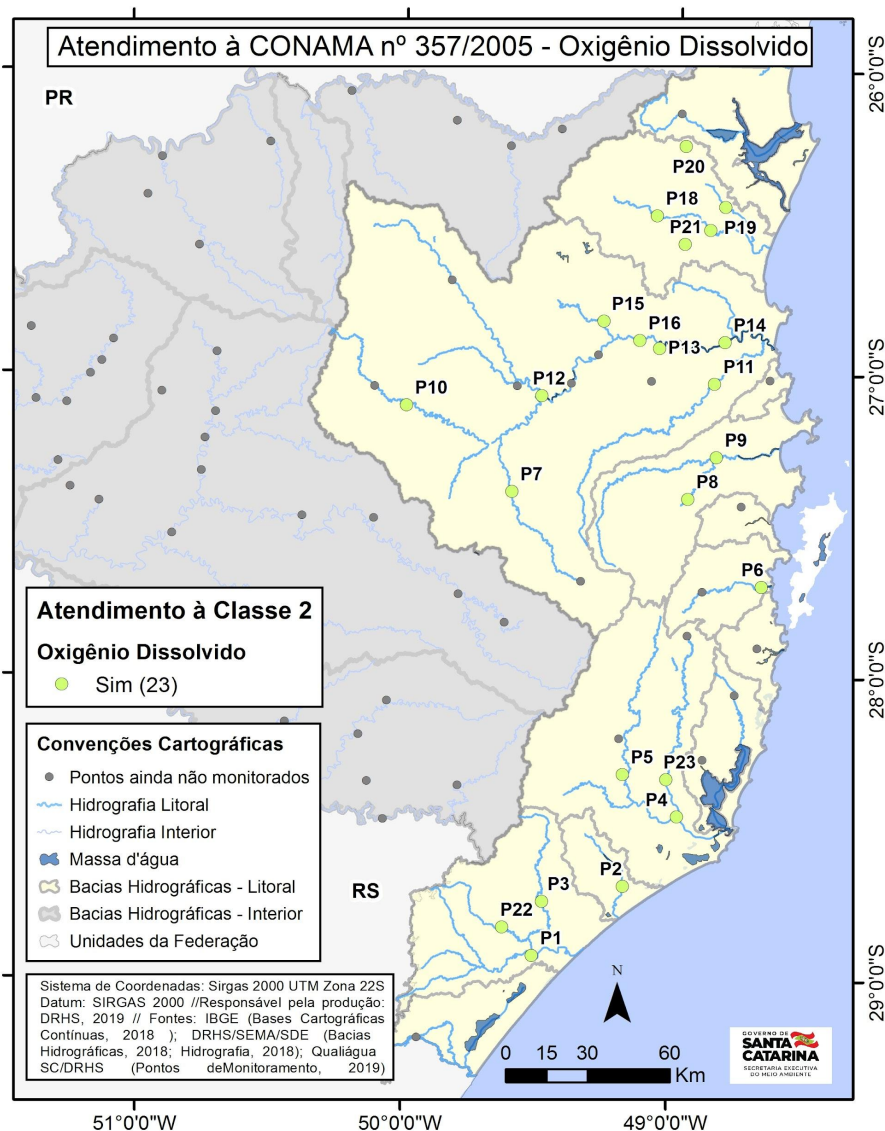 Atendimento à CONAMA nº 357/2005 - Oxigênio Dissolvido
PR
26°0'0"S
P20
P18
P21
P19
P15
P16
P13
P14
27°0'0"S
P11
P12
P10
P9
P7
P8
P6
Atendimento à Classe 2
Oxigênio Dissolvido
Sim (23)
28°0'0"S
P5
P23
P4
Convenções Cartográficas
Pontos ainda não monitorados
Hidrografia Litoral
Hidrografia Interior
Massa d'água
Bacias Hidrográficas - Litoral
Bacias Hidrográficas - Interior
Unidades da Federação
RS
P2
P3
P22
P1
29°0'0"S
Sistema de Coordenadas: Sirgas 2000 UTM Zona 22S
Datum: SIRGAS 2000 //Responsável pela produção:
DRHS, 2019 // Fontes: IBGE (Bases Cartográficas
Contínuas, 2018 ); DRHS/SEMA/SDE (Bacias
Hidrográficas, 2018; Hidrografia, 2018); Qualiágua
SC/DRHS (Pontos deMonitoramento, 2019)
N
0 15 30 60
Km
GOVERNO DE
SANTA
CATARINA
SECRETARIA EXECUTIVA
DO MEIO AMBIENTE
51°0'0"W 50°0'0"W 49°0'0"W